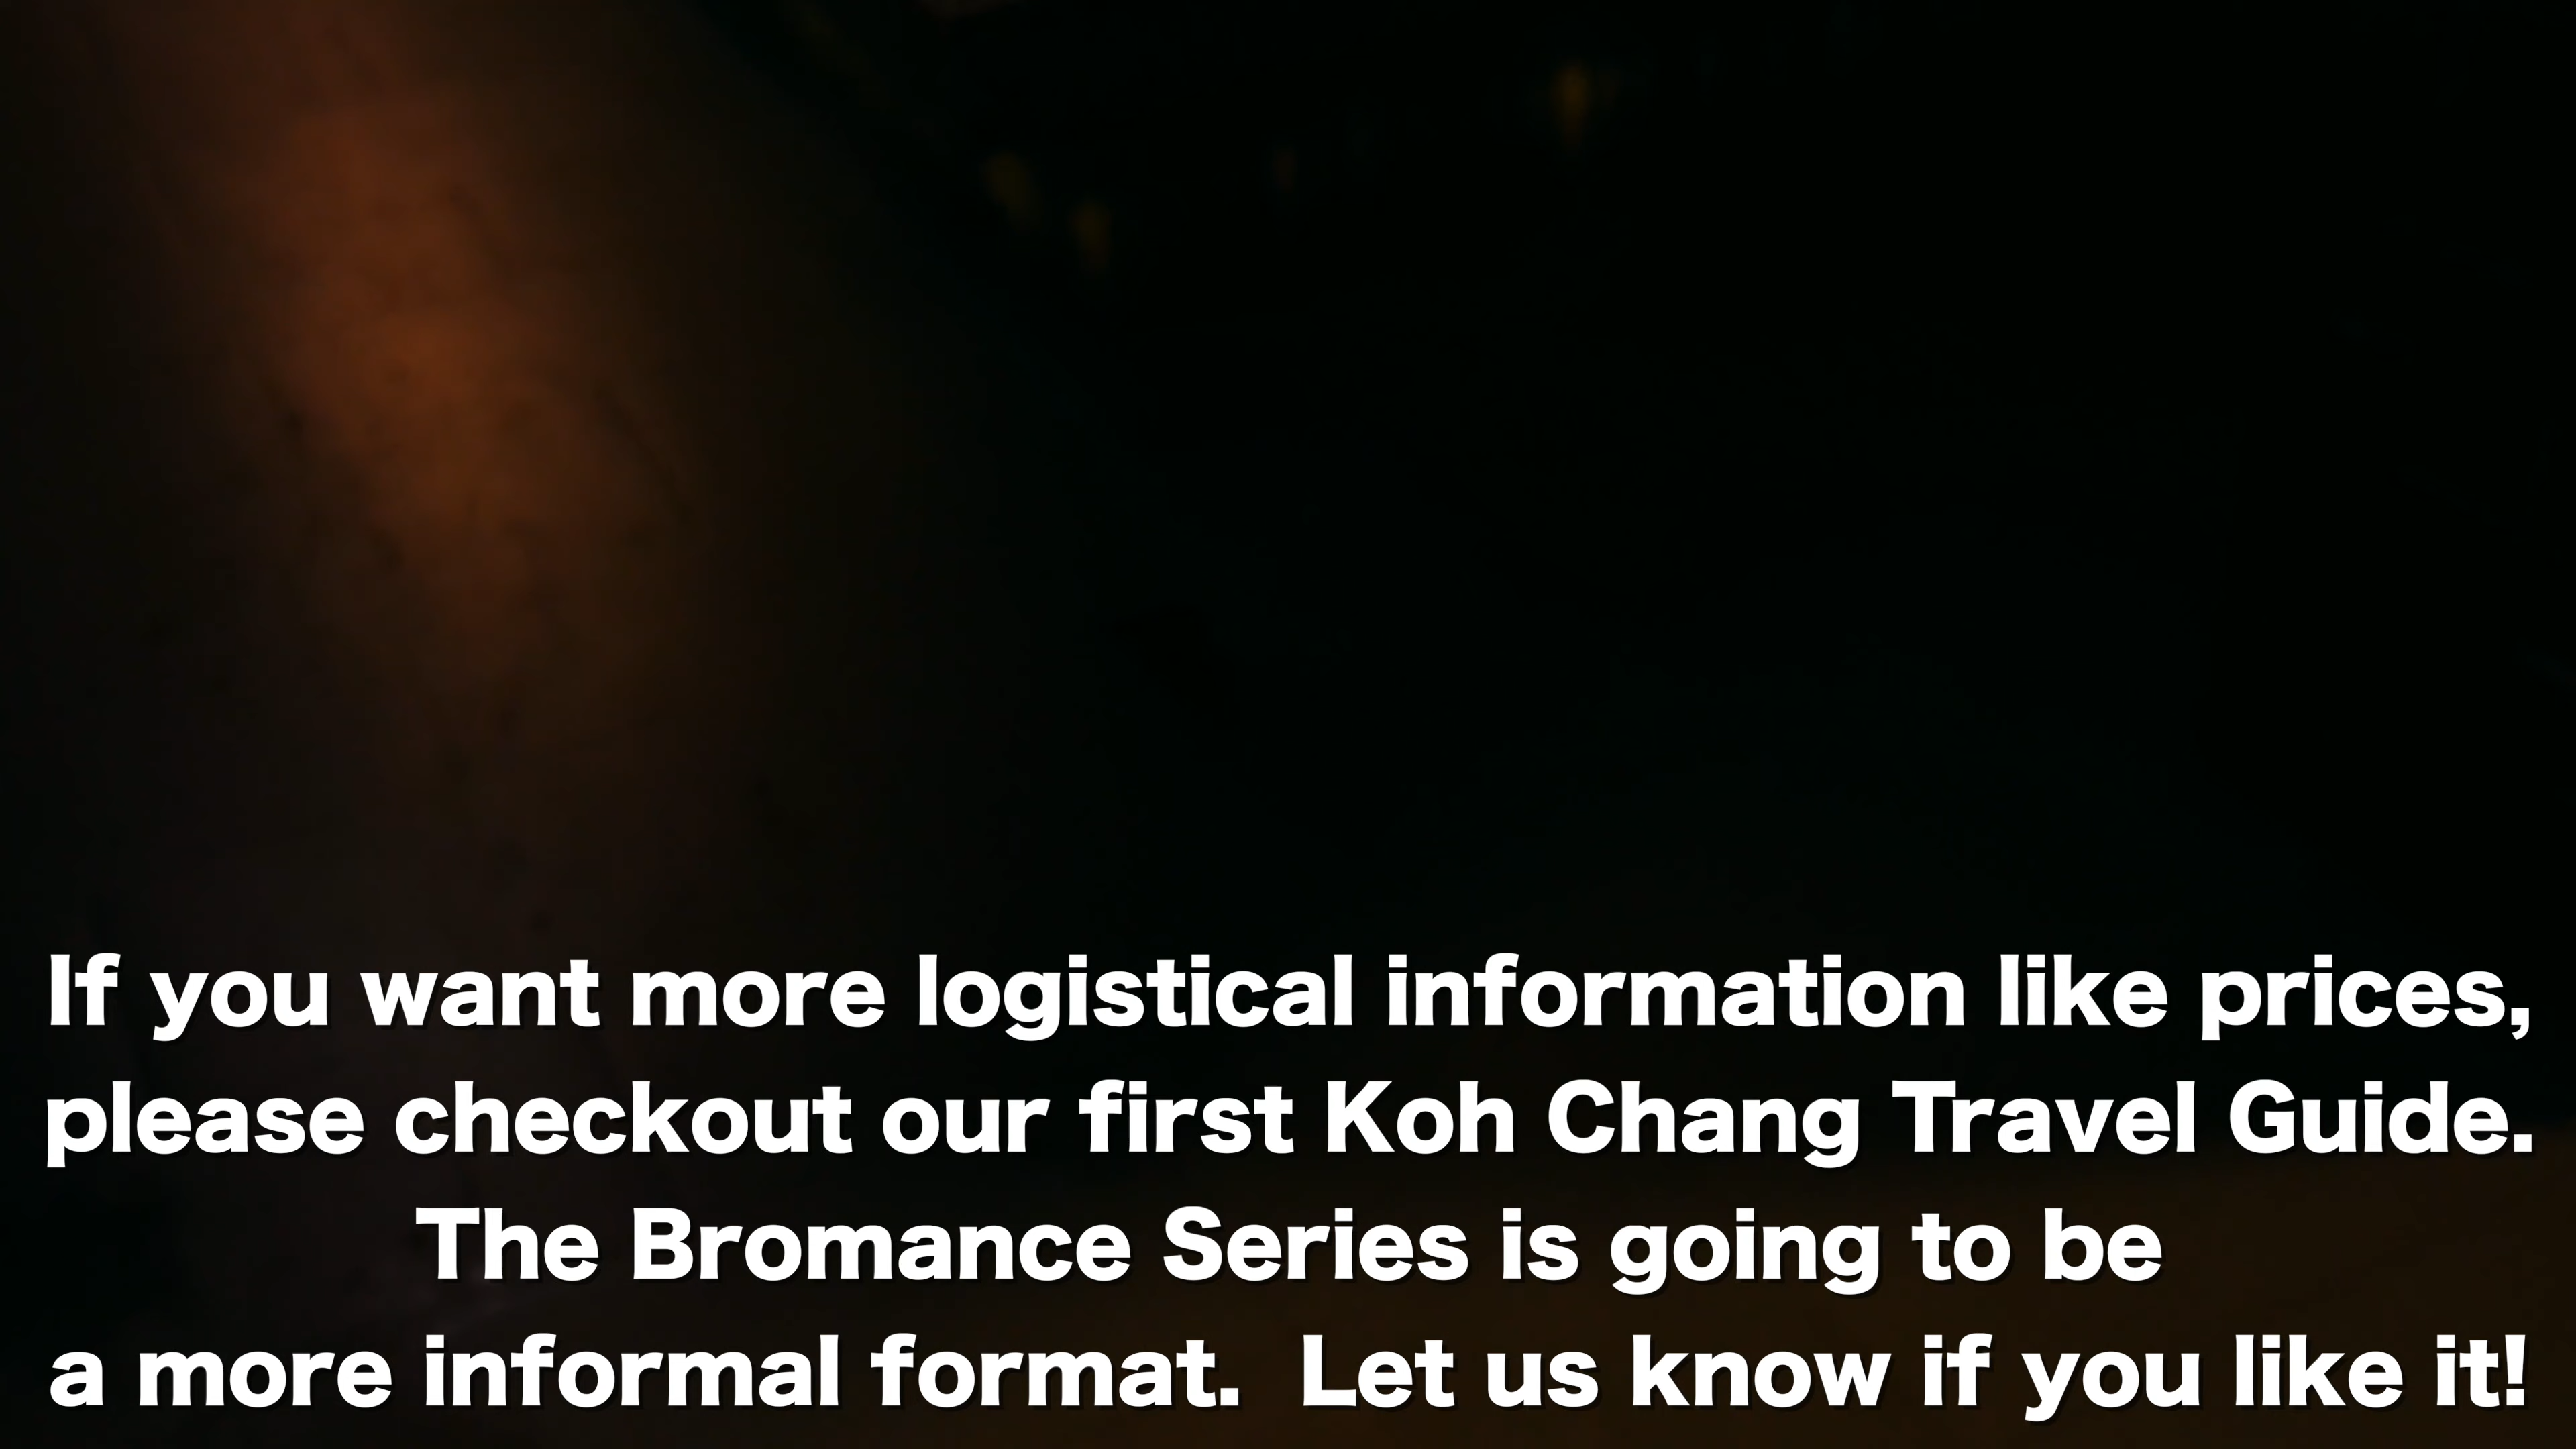 If you want more logistical information like prices,
please checkout our first Koh Chang Travel Guide.
The Bromance Series is going to be
a more informal format.  Let us know if you like it!